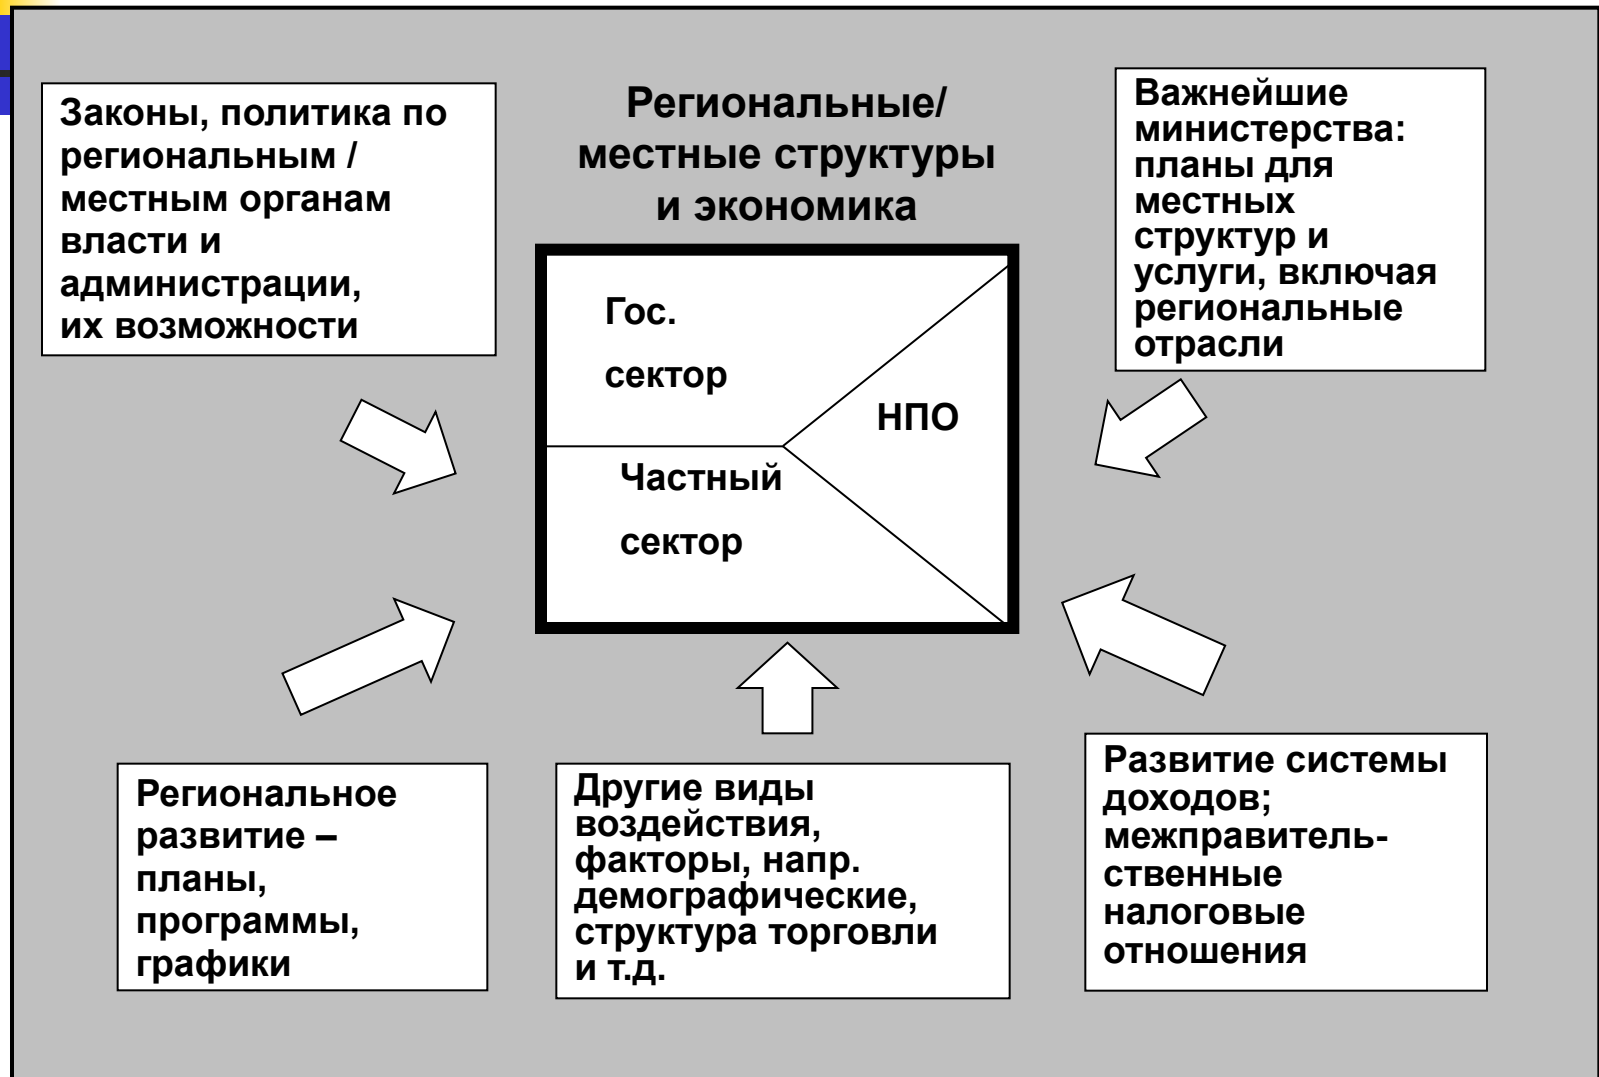 Законы, политика по
региональным /
местным органам
власти и
администрации,
их возможности
Региональные/
местные структуры
и экономика
Важнейшие
министерства:
планы для
местных
структур и
услуги, включая
региональные
отрасли
Гос.
сектор
НПО
Частный
сектор
Региональное
развитие –
планы,
программы,
графики
Другие виды
воздействия,
факторы, напр.
демографические,
структура торговли
и т.д.
Развитие системы
доходов;
межправитель-
ственные
налоговые
отношения